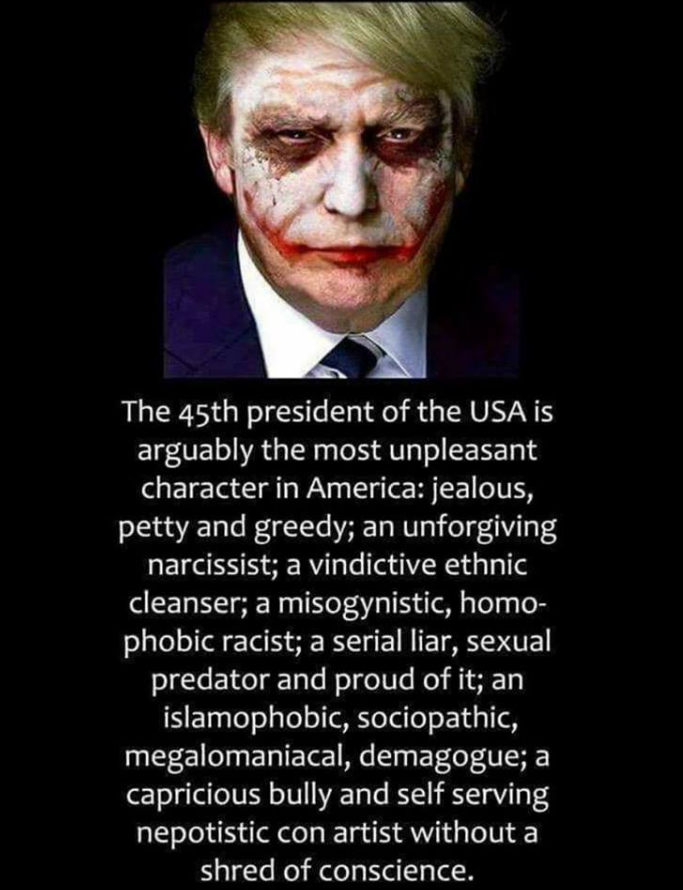 The 45th president of the USA is
arguably the most unpleasant
character in America: jealous,
petty and greedy; an unforgiving
narcissist; a vindictive ethnic
cleanser; a misogynistic, homo-
phobic racist; a serial liar, sexual
predator and proud of it; an
islamophobic, sociopathic,
megalomaniacal, demagogue; a
capricious bully and self serving
nepotistic con artist without a
shred of conscience.